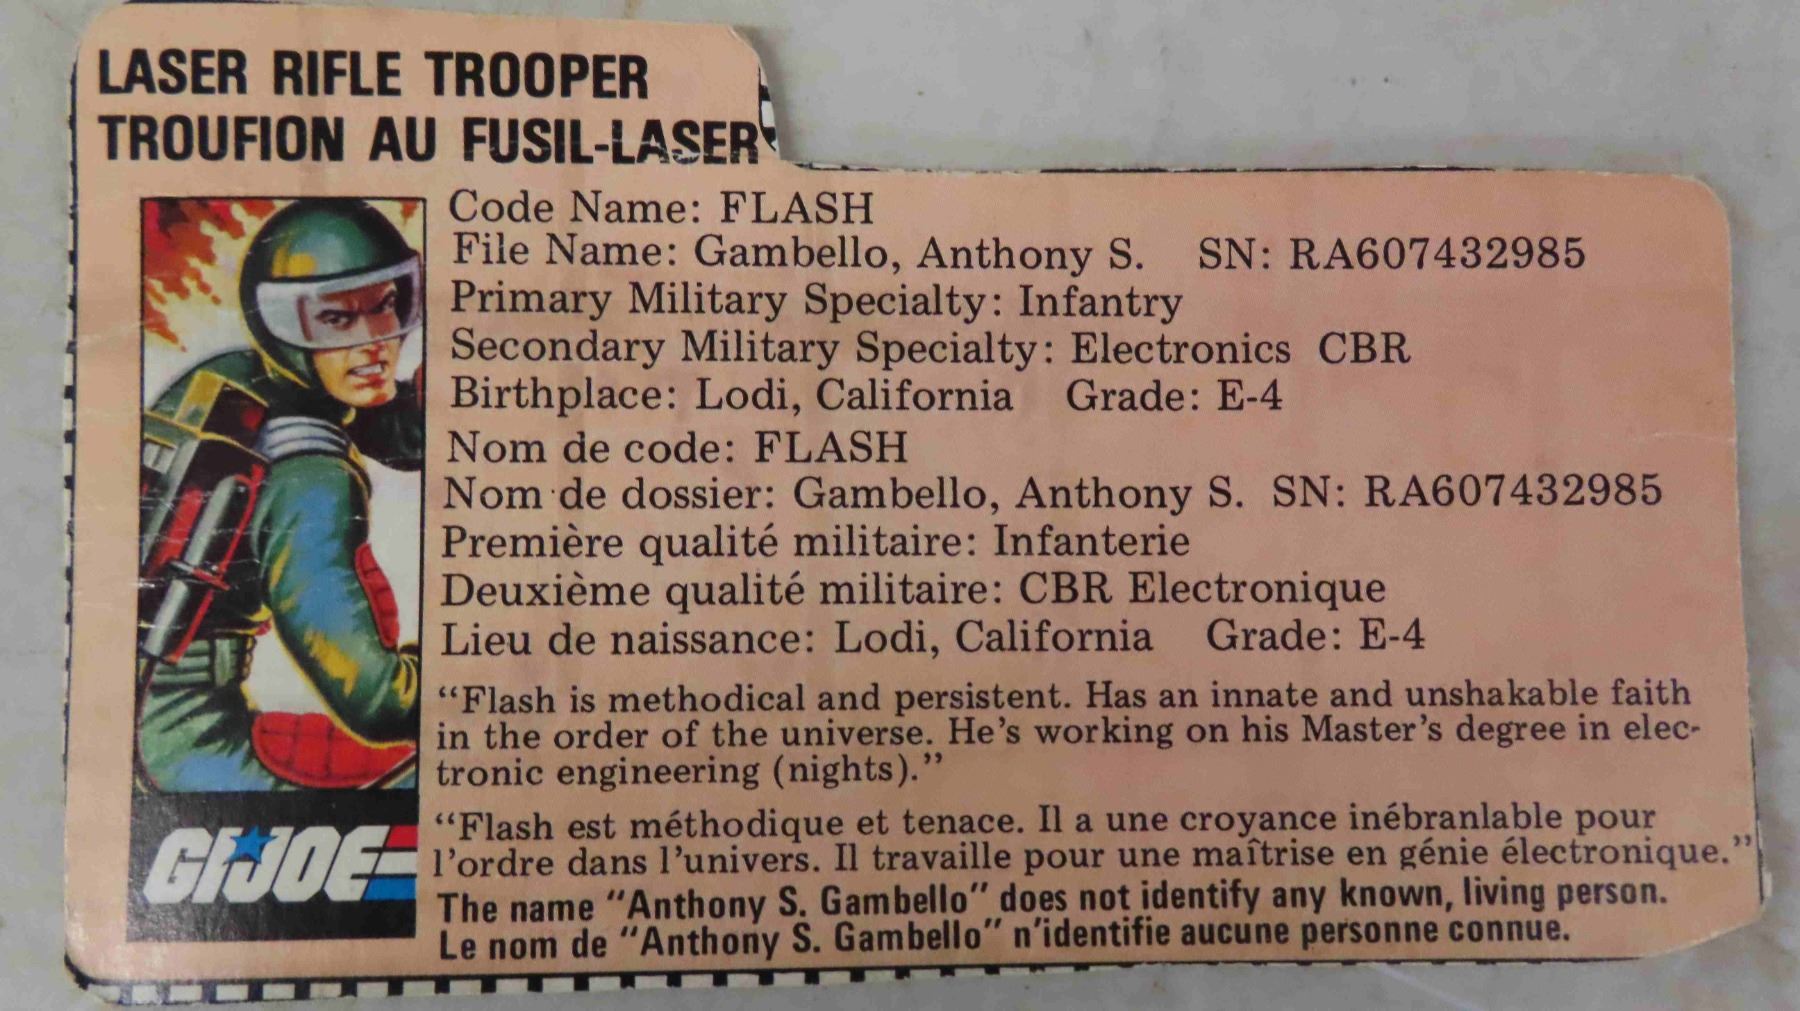 LASER RIFLE TROOPER
TROUFION AU FUSIL-LASER
Code Name: FLASH
File Name: Gambello, Anthony S. SN: RA607432985
Primary Military Specialty: Infantry
Secondary Military Specialty: Electronics CBR
Birthplace: Lodi, California Grade: E-4
Nom de code: FLASH
Nom de dossier: Gambello, Anthony S. SN: RA607432985
Première qualité militaire: Infanterie
Deuxième qualité militaire: CBR Electronique
Lieu de naissance: Lodi, California Grade: E-4
“Flash is methodical and persistent. Has an innate and unshakable faith
in the order of the universe. He's working on his Master's degree in elec-
tronic engineering (nights).”
“Flash est méthodique et tenace. Il a une croyance inébranlable pour
l'ordre dans l'univers. Il travaille pour une maîtrise en génie électronique.”
The name “Anthony S. Gambello” does not identify any known, living person.
Le nom de “Anthony S. Gambello” n'identifie aucune personne connue.
GI JOE